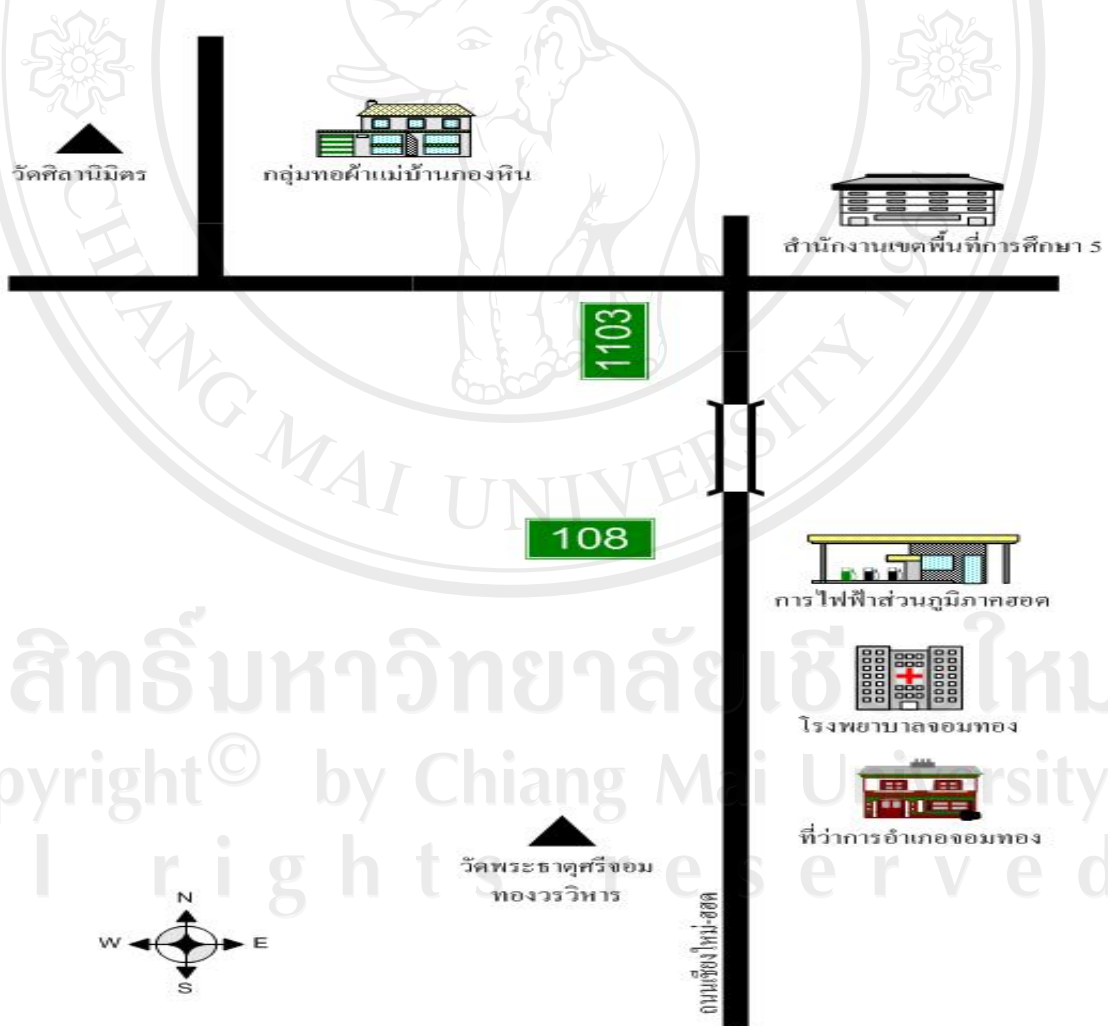 วัดศิลานิมิตร
กลุ่มทอผ้าแม่บ้านกองหิน
สำนักงานเขตพื้นที่การศึกษา 5
1103
108
การไฟฟ้าส่วนภูมิภาคฮอด
โรงพยาบาลจอมทอง
ที่ว่าการอำเภอจอมทอง
วัดพระธาตุศรีจอม
ทองวรวิหาร
ถนนเชียงใหม่-ฮอด
N
W
E
S
CHIANG MAI UNIVERSITY
สิทธิ์มหาวิทยาลัยเชี ใหม
pyright© by Chiang Mai University
l rights reserved